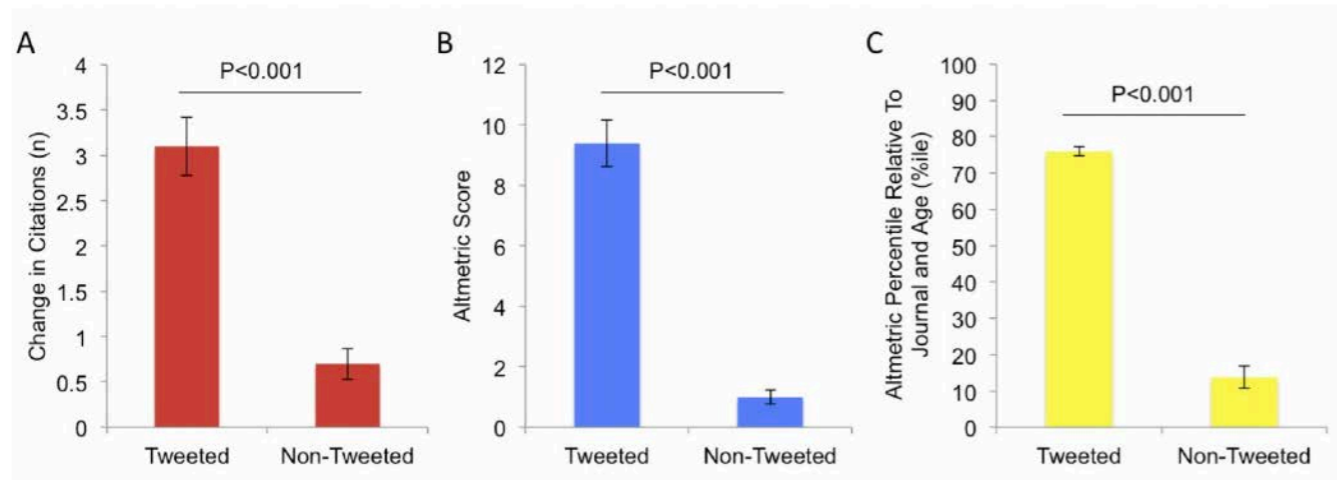 A
Change in Citations (n)
4
3.5
3
2.5
2
1.5
1
0.5
0
P<0.001
Tweeted
Non-Tweeted
B
Altmetric Score
12
10
8
6
4
2
0
P<0.001
Tweeted
Non-Tweeted
C
Altmetric Percentile Relative To
Journal and Age (%ile)
100
90
80
70
60
50
40
30
20
10
0
P<0.001
Tweeted
Non-Tweeted